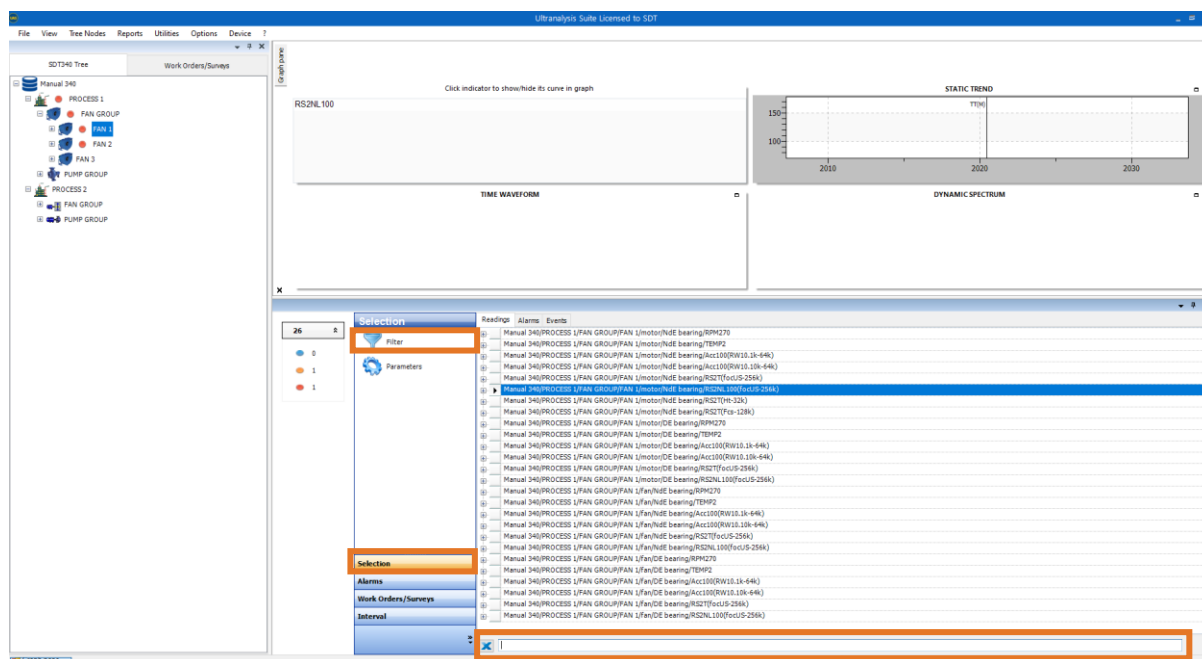 Ultranalysis Suite Licensed to SDT
File View Tree Nodes Reports Utilities Options Device ?
SDT340 Tree
Work Orders/Surveys
Manual 340
PROCESS 1
FAN GROUP
FAN 1
FAN 2
FAN 3
PUMP GROUP
PROCESS 2
FAN GROUP
PUMP GROUP
Graph pane
Click indicator to show/hide its curve in graph
RS2NL100
STATIC TREND
TT(M)
150
100
2010
2020
2030
TIME WAVEFORM
DYNAMIC SPECTRUM
26
0
1
1
Selection
Filter
Parameters
Selection
Alarms
Work Orders/Surveys
Interval
Readings Alarms Events
Manual 340/PROCESS 1/FAN GROUP/FAN 1/motor/NdE bearing/RPM270
Manual 340/PROCESS 1/FAN GROUP/FAN 1/motor/NdE bearing/TEMP2
Manual 340/PROCESS 1/FAN GROUP/FAN 1/motor/NdE bearing/Acc100(RW10.1k-64k)
Manual 340/PROCESS 1/FAN GROUP/FAN 1/motor/NdE bearing/Acc100(RW10.10k-64k)
Manual 340/PROCESS 1/FAN GROUP/FAN 1/motor/NdE bearing/RS2T(focUS-256k)
Manual 340/PROCESS 1/FAN GROUP/FAN 1/motor/NdE bearing/RS2NL100(focUS-256k)
Manual 340/PROCESS 1/FAN GROUP/FAN 1/motor/NdE bearing/RS2T(Ht-32k)
Manual 340/PROCESS 1/FAN GROUP/FAN 1/motor/NdE bearing/RS2T(Fcs-128k)
Manual 340/PROCESS 1/FAN GROUP/FAN 1/motor/DE bearing/RPM270
Manual 340/PROCESS 1/FAN GROUP/FAN 1/motor/DE bearing/TEMP2
Manual 340/PROCESS 1/FAN GROUP/FAN 1/motor/DE bearing/Acc100(RW10.1k-64k)
Manual 340/PROCESS 1/FAN GROUP/FAN 1/motor/DE bearing/Acc100(RW10.10k-64k)
Manual 340/PROCESS 1/FAN GROUP/FAN 1/motor/DE bearing/RS2T(focUS-256k)
Manual 340/PROCESS 1/FAN GROUP/FAN 1/motor/DE bearing/RS2NL100(focUS-256k)
Manual 340/PROCESS 1/FAN GROUP/FAN 1/fan/NdE bearing/RPM270
Manual 340/PROCESS 1/FAN GROUP/FAN 1/fan/NdE bearing/TEMP2
Manual 340/PROCESS 1/FAN GROUP/FAN 1/fan/NdE bearing/Acc100(RW10.1k-64k)
Manual 340/PROCESS 1/FAN GROUP/FAN 1/fan/NdE bearing/Acc100(RW10.10k-64k)
Manual 340/PROCESS 1/FAN GROUP/FAN 1/fan/NdE bearing/RS2T(focUS-256k)
Manual 340/PROCESS 1/FAN GROUP/FAN 1/fan/NdE bearing/RS2NL100(focUS-256k)
Manual 340/PROCESS 1/FAN GROUP/FAN 1/fan/DE bearing/RPM270
Manual 340/PROCESS 1/FAN GROUP/FAN 1/fan/DE bearing/TEMP2
Manual 340/PROCESS 1/FAN GROUP/FAN 1/fan/DE bearing/Acc100(RW10.1k-64k)
Manual 340/PROCESS 1/FAN GROUP/FAN 1/fan/DE bearing/Acc100(RW10.10k-64k)
Manual 340/PROCESS 1/FAN GROUP/FAN 1/fan/DE bearing/RS2T(focUS-256k)
Manual 340/PROCESS 1/FAN GROUP/FAN 1/fan/DE bearing/RS2NL100(focUS-256k)